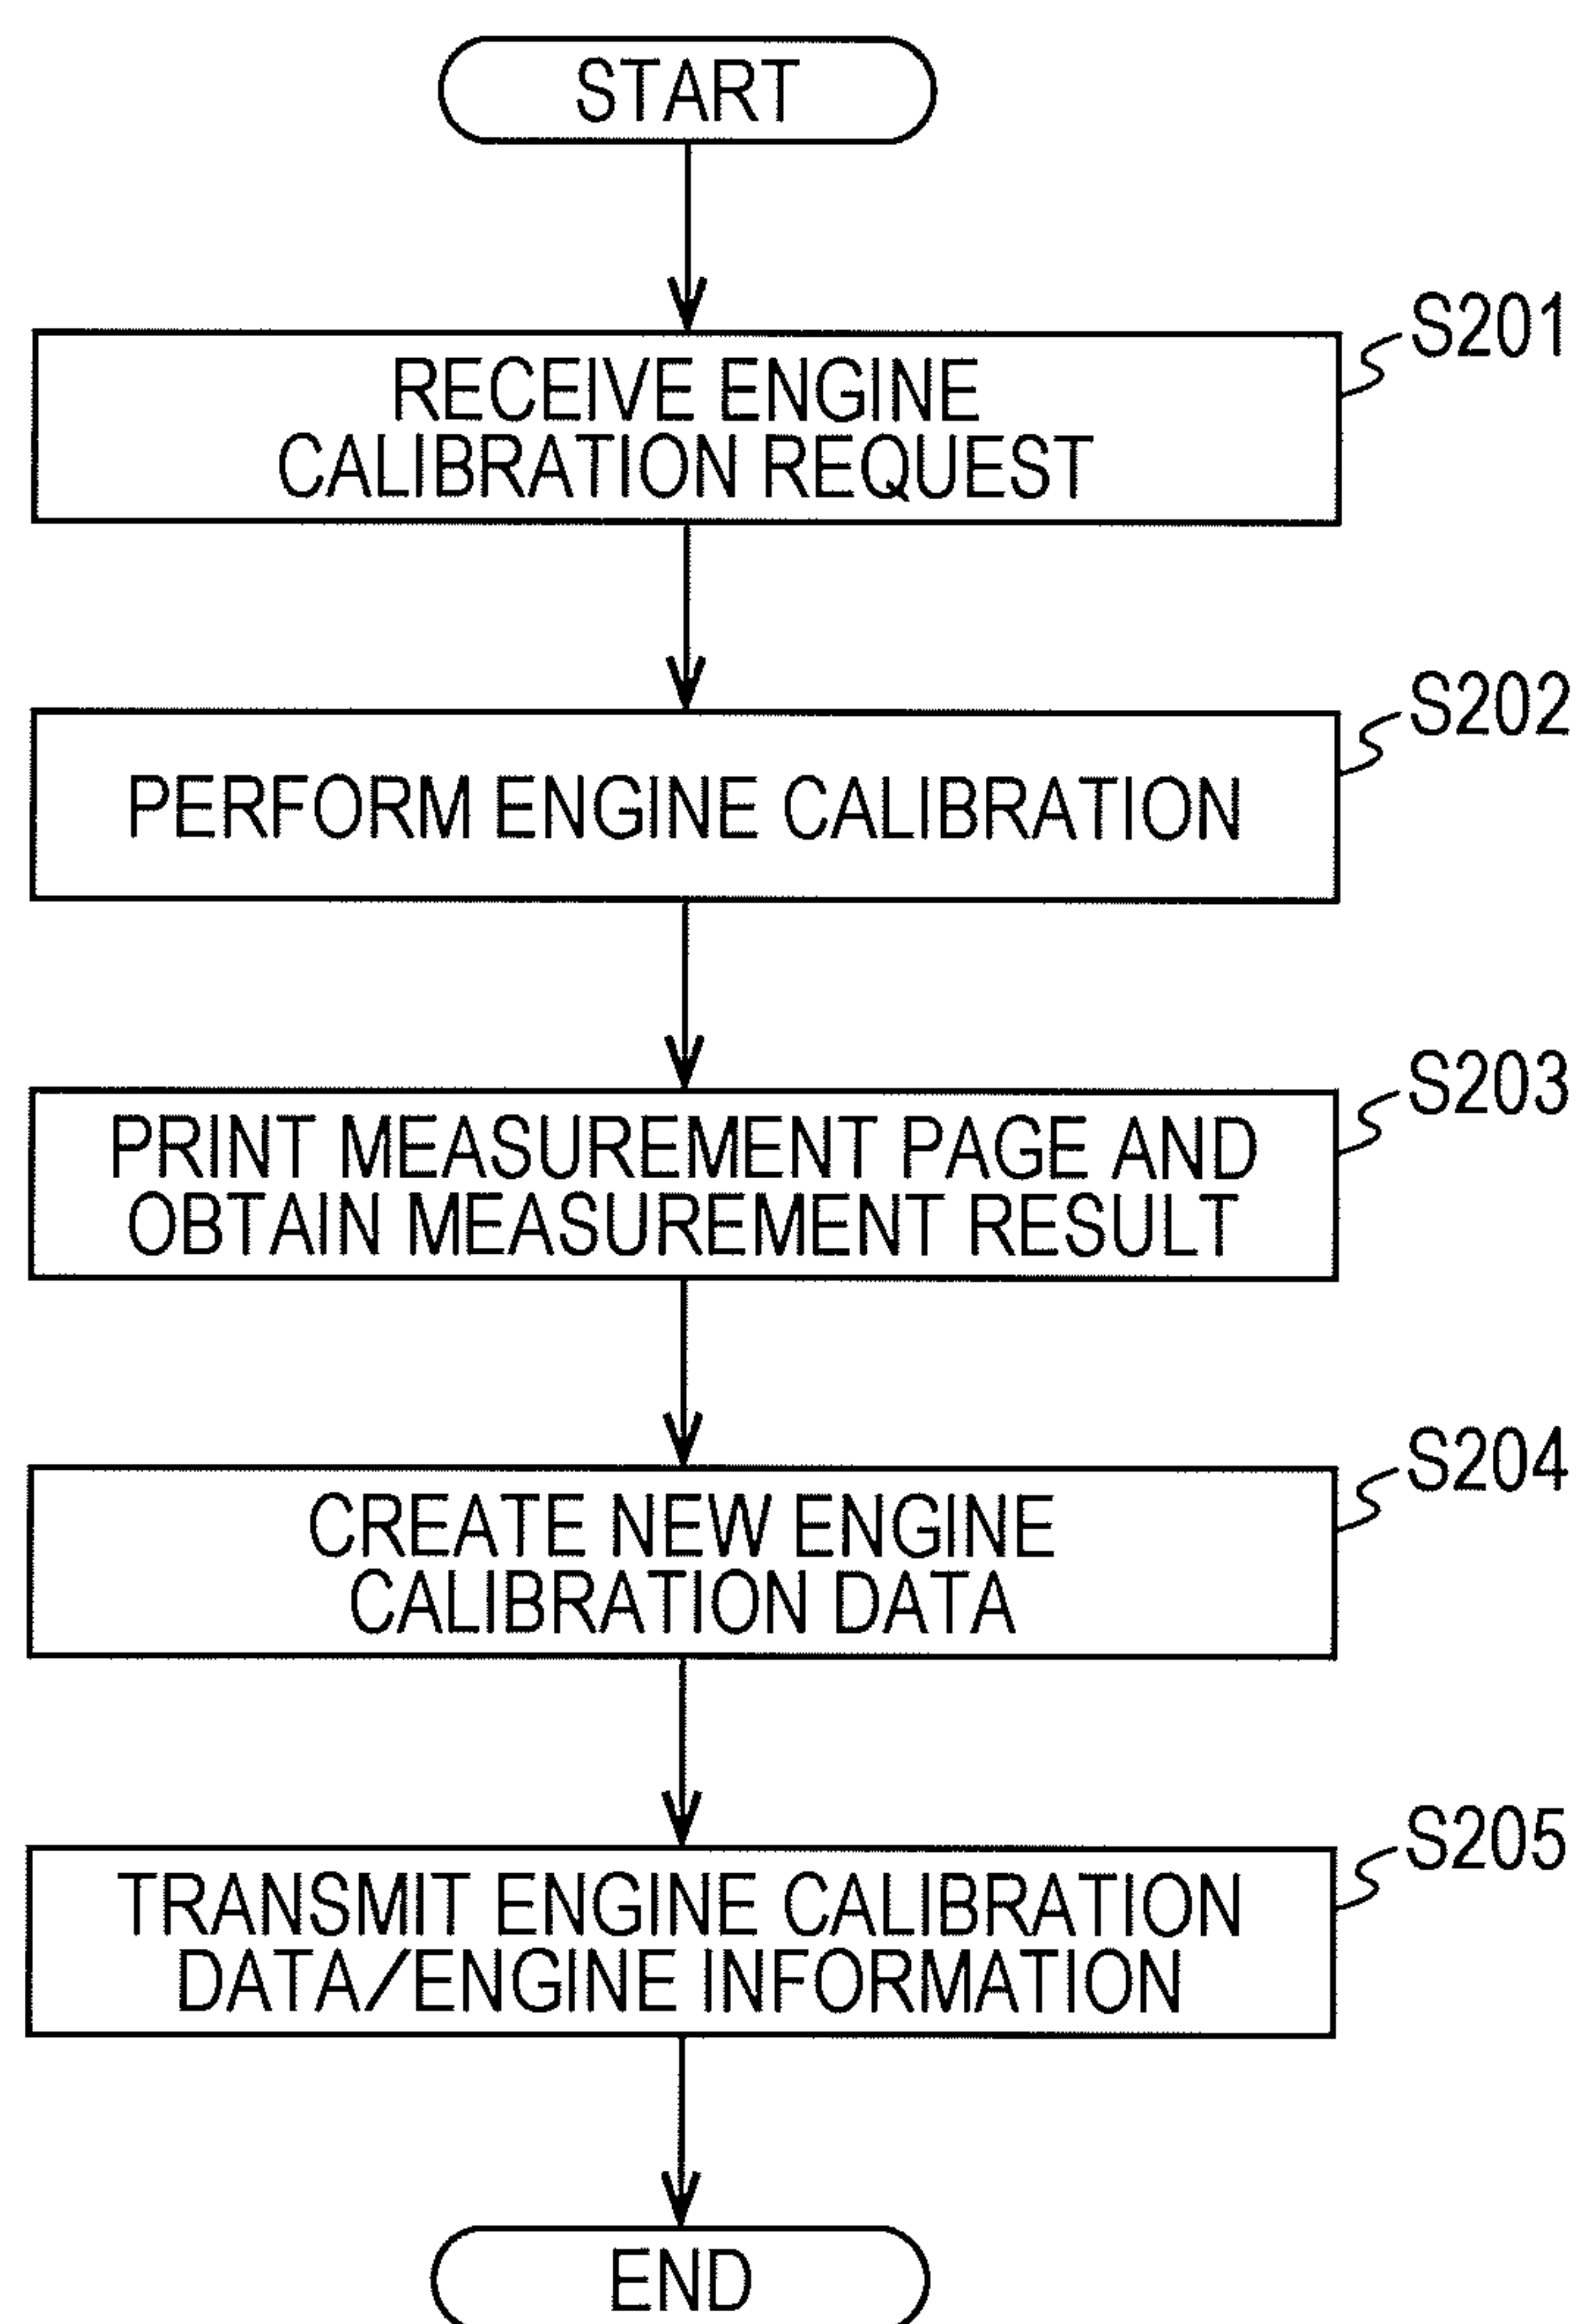 START
S201
RECEIVE ENGINE
CALIBRATION REQUEST
S202
PERFORM ENGINE CALIBRATION
S203
PRINT MEASUREMENT PAGE AND
OBTAIN MEASUREMENT RESULT
S204
CREATE NEW ENGINE
CALIBRATION DATA
S205
TRANSMIT ENGINE CALIBRATION
DATA/ENGINE INFORMATION
END